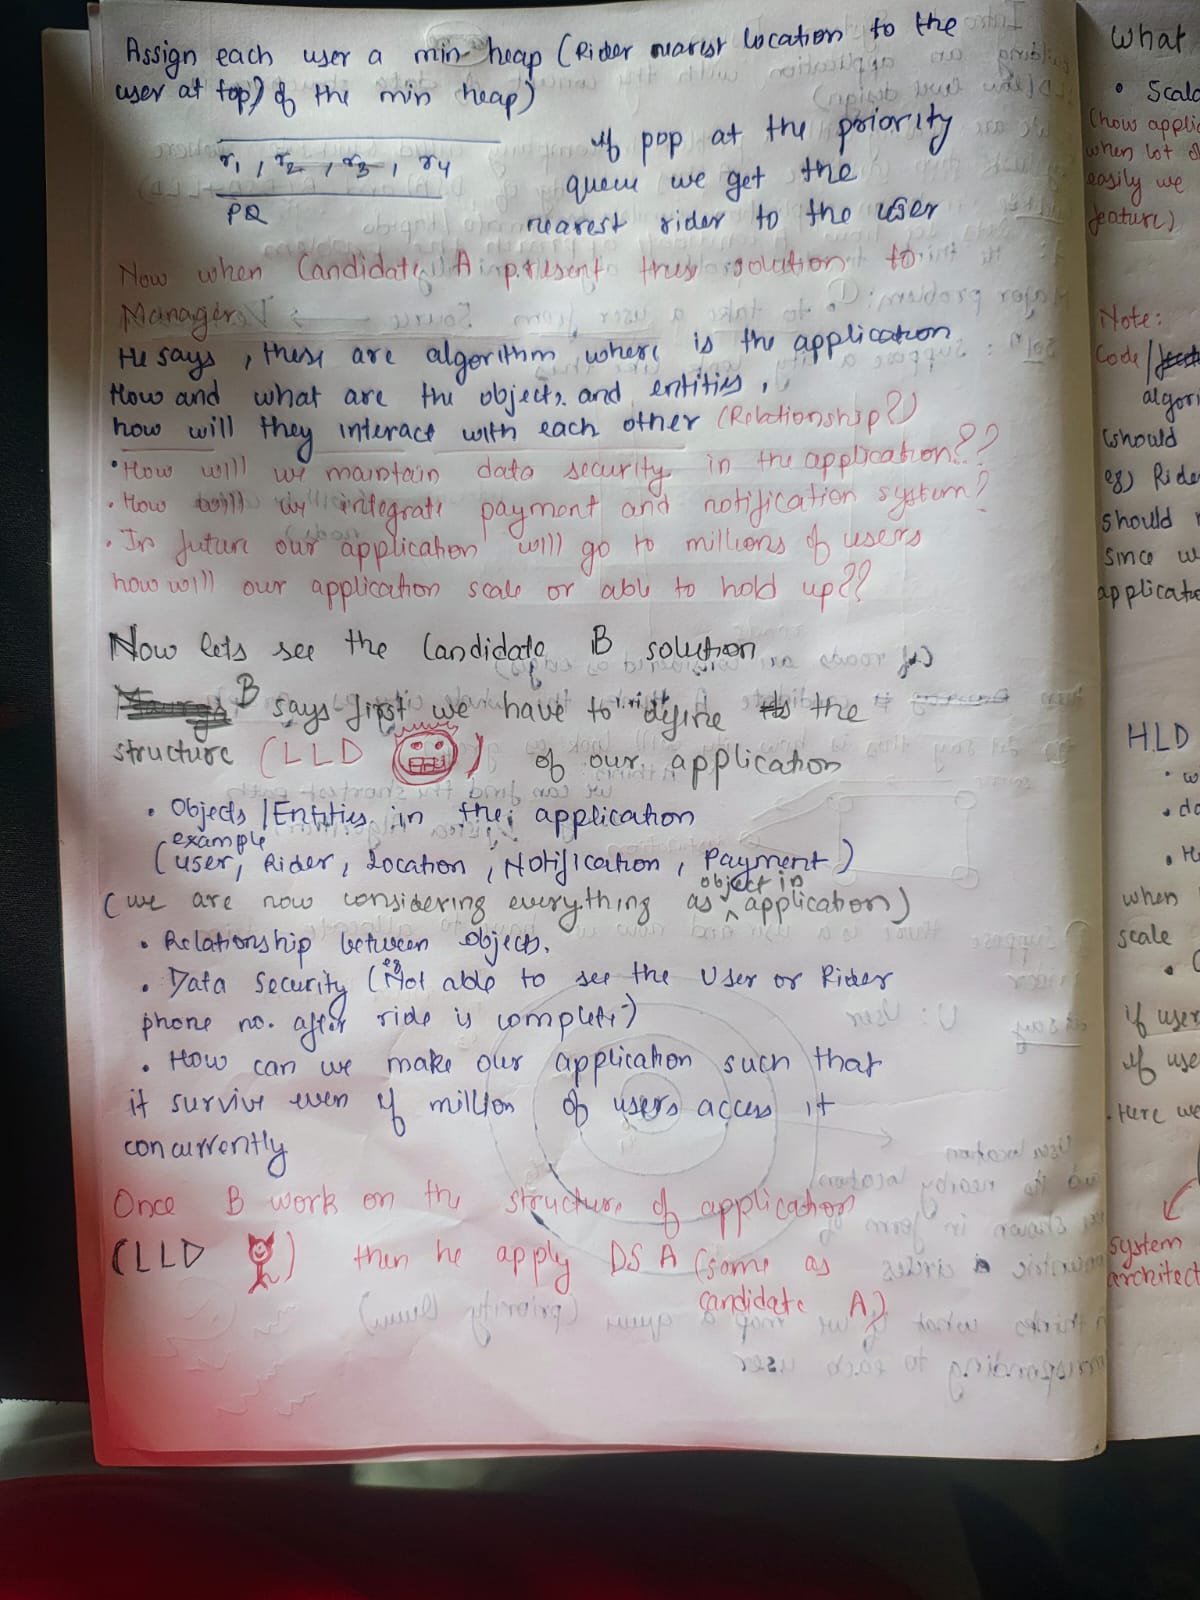 Assign each user a min heap (Rider nearest location to the
user at top) of the min heap)
r1 , r2 , r3 , r4
PQ
if pop at the priority
queue we get the
nearest rider to the user
Now when Candidate A present these solution to
Manager
He says , these are algorithm where is the application
How and what are the objects and entities ,
how will they interact with each other (Relationship?)
• How will we maintain data security in the application??
• How will we integrate payment and notification system?
• In future our application will go to millions of users
how will our application scale or able to hold up??
Now lets see the Candidate B solution
B says first we have to define the
structure (LLD ) of our application
• Objects / Entities in the application
example
(user, Rider, Location , Notification , Payment)
(we are now considering everything as object in application)
• Relationship between objects.
• Data Security (eg Not able to see the User or Rider
phone no. after ride is complete)
• How can we make our application such that
it survive even if million of users access it
concurrently
Once B work on the structure of application
(LLD ) then he apply DSA (same as
candidate A)
What
• Scala
(how applic
when lot of
easily we
feature)
Note:
Code /
algori
(should
eg) Ride
should
Since w
applicatio
HLD
• w
• da
• H
when
scale
if user
if use
• Here we
system
architect